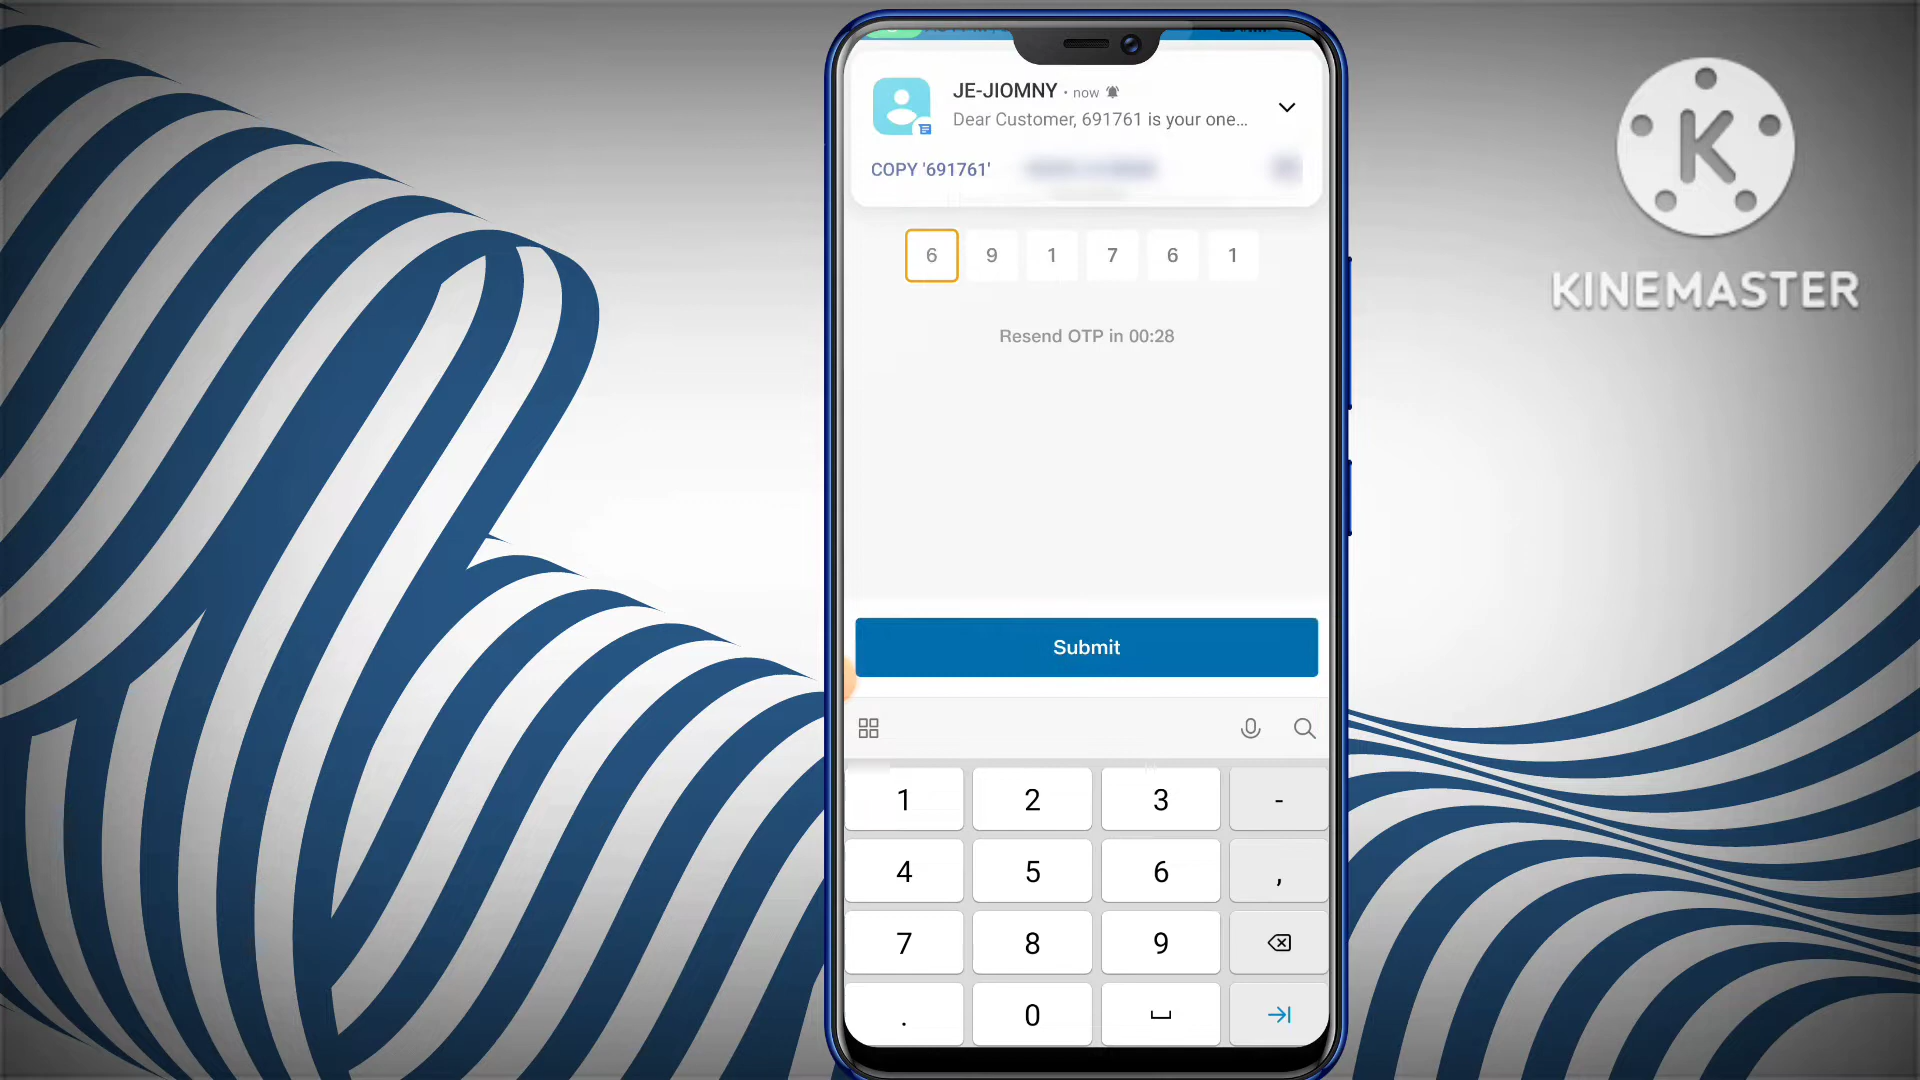 JE-JIOMNY • now
Dear Customer, 691761 is your one...
COPY '691761'
6 9 1 7 6 1
Resend OTP in 00:28
Submit
1 2 3 -
4 5 6 ,
7 8 9
. 0
K
KINEMASTER